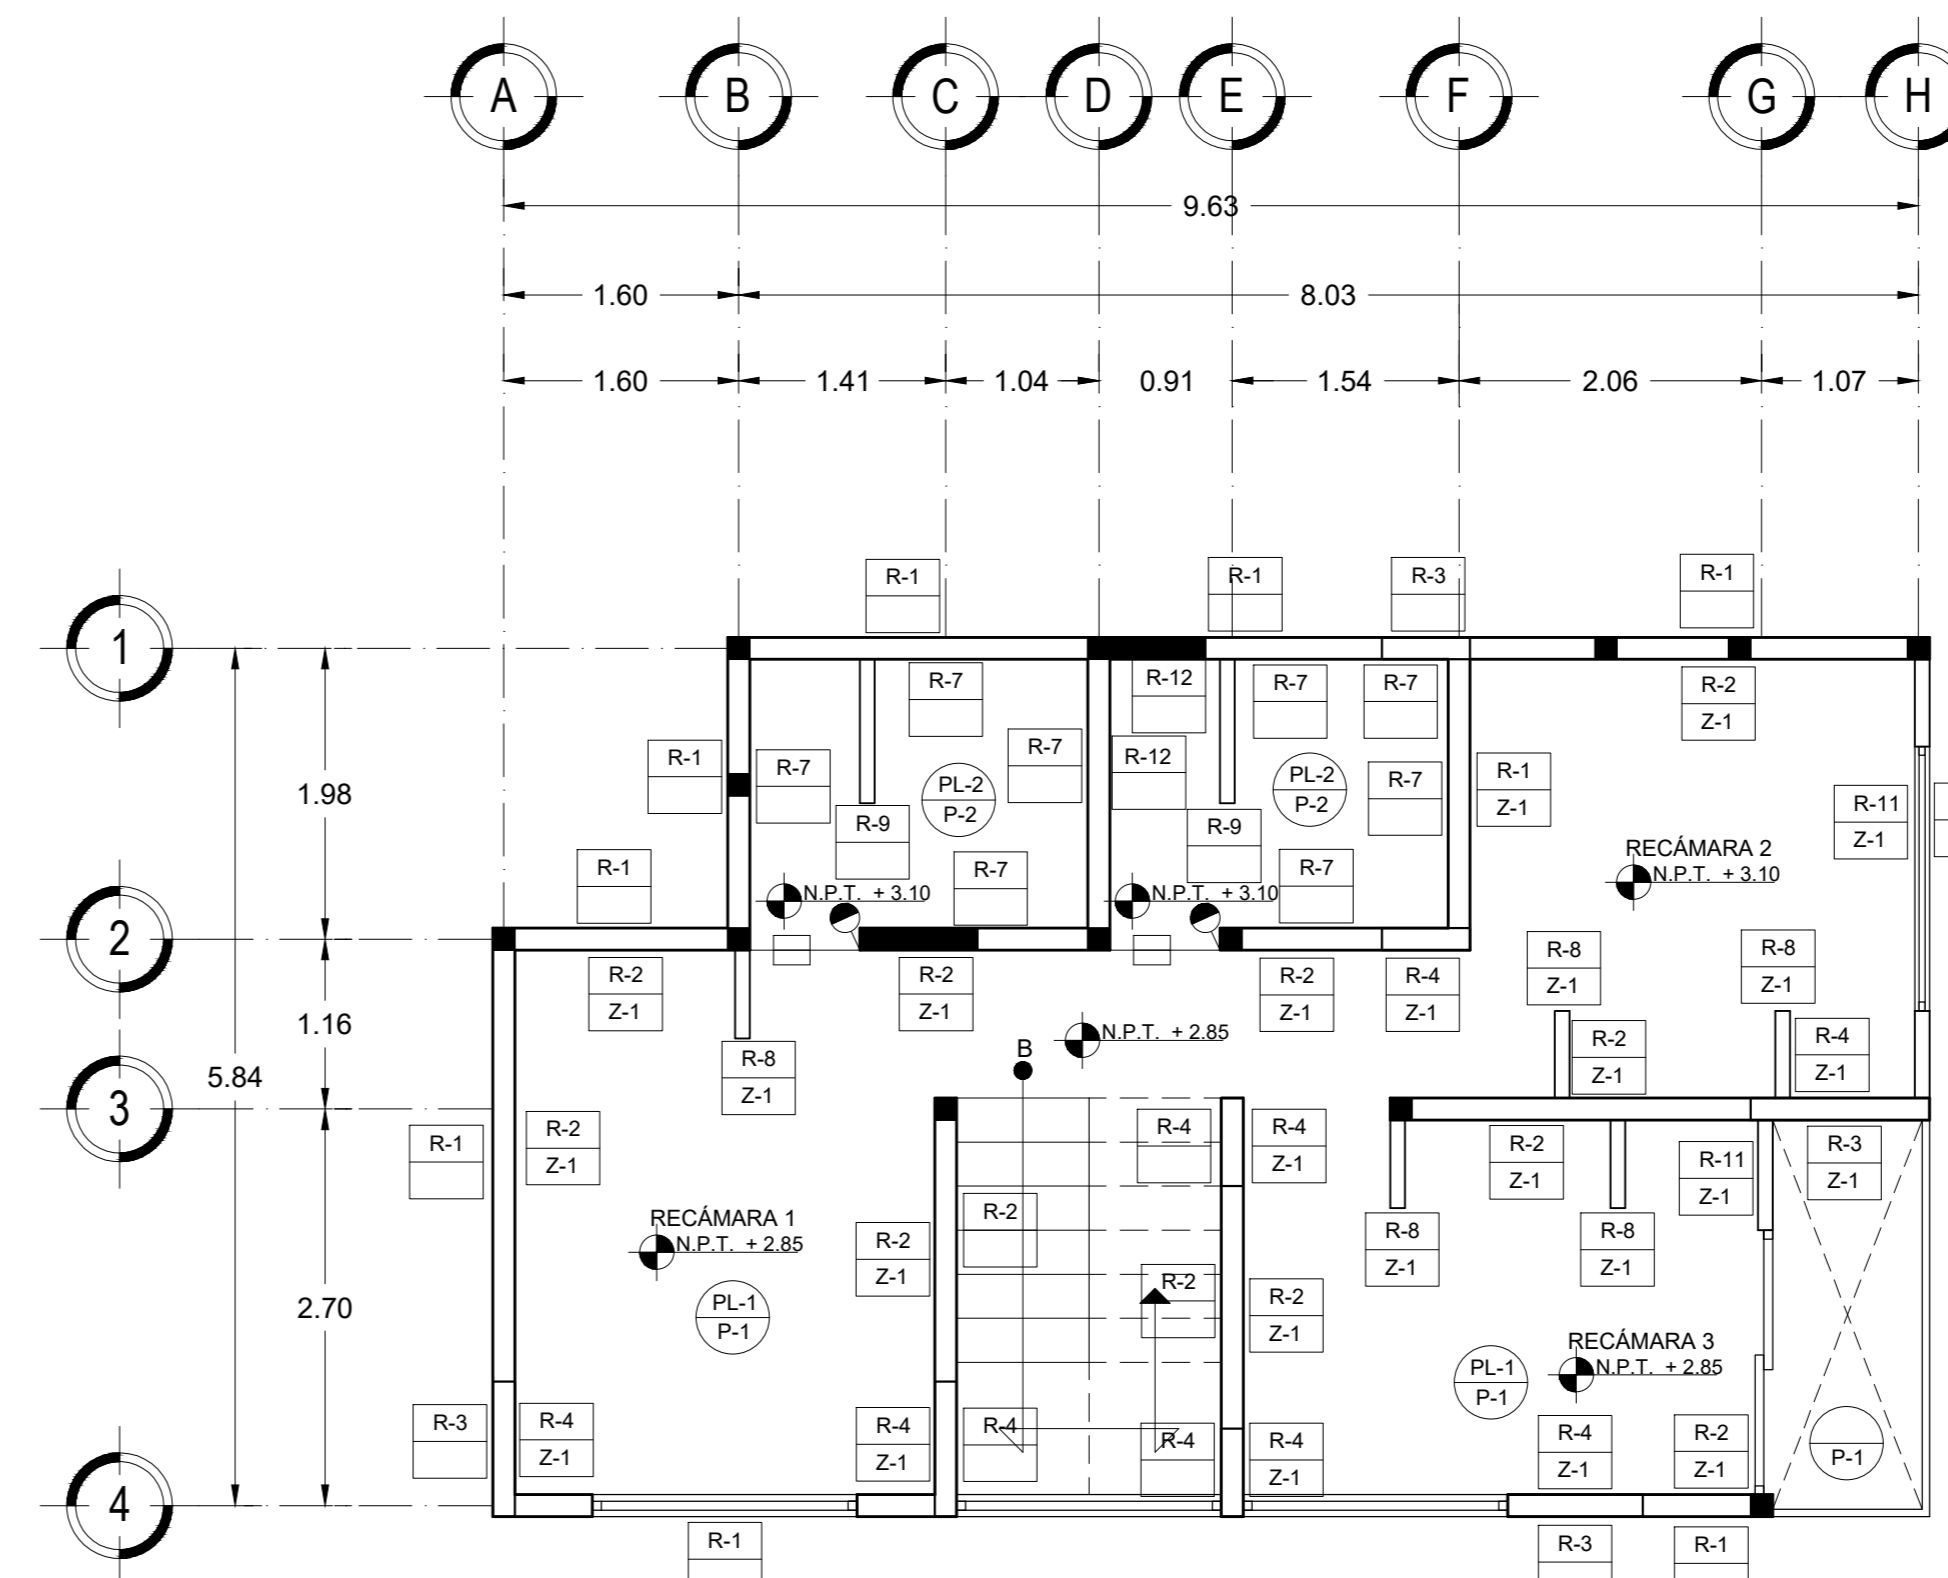 A B C D E F G H
9.63
1.60 8.03
1.60 1.41 1.04 0.91 1.54 2.06 1.07
R-1 R-1 R-3 R-1
1
R-7 R-12 R-7 R-7 R-2
Z-1
R-1 R-7 R-7 R-12 R-7 R-1
Z-1
PL-2
P-2
PL-2
P-2
1.98
R-9 R-9 R-11
Z-1
RECÁMARA 2
N.P.T. + 3.10
R-1 R-7 R-7
N.P.T. + 3.10
N.P.T. + 3.10
2
R-2
Z-1
R-2
Z-1
R-2
Z-1
R-4
Z-1
R-8
Z-1
R-8
Z-1
1.16
N.P.T. + 2.85
B
R-8
Z-1
R-2
Z-1
R-4
Z-1
5.84
3
R-1 R-2
Z-1
R-4 R-4
Z-1
R-2
Z-1
R-11
Z-1
R-3
Z-1
RECÁMARA 1
N.P.T. + 2.85
R-2
R-2
Z-1
R-8
Z-1
R-8
Z-1
PL-1
P-1
R-2 R-2
Z-1
2.70
RECÁMARA 3
N.P.T. + 2.85
PL-1
P-1
R-3 R-4
Z-1
R-4
Z-1
R-4 R-4 R-4
Z-1
R-4
Z-1
R-2
Z-1
P-1
4
R-1 R-3 R-1